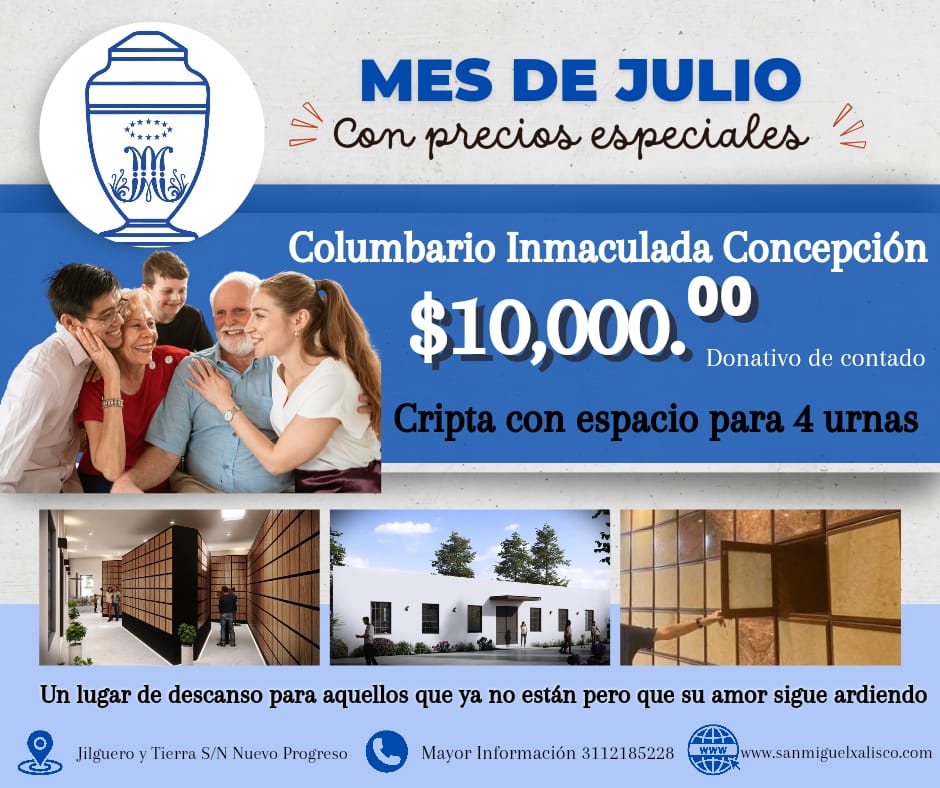 MES DE JULIO
Con precios especiales
Columbario Inmaculada Concepción
$10,000.00
Donativo de contado
Cripta con espacio para 4 urnas
Un lugar de descanso para aquellos que ya no están pero que su amor sigue ardiendo
Jilguero y Tierra S/N Nuevo Progreso
Mayor Información 3112185228
WWW
www.sanmiguelxalisco.com